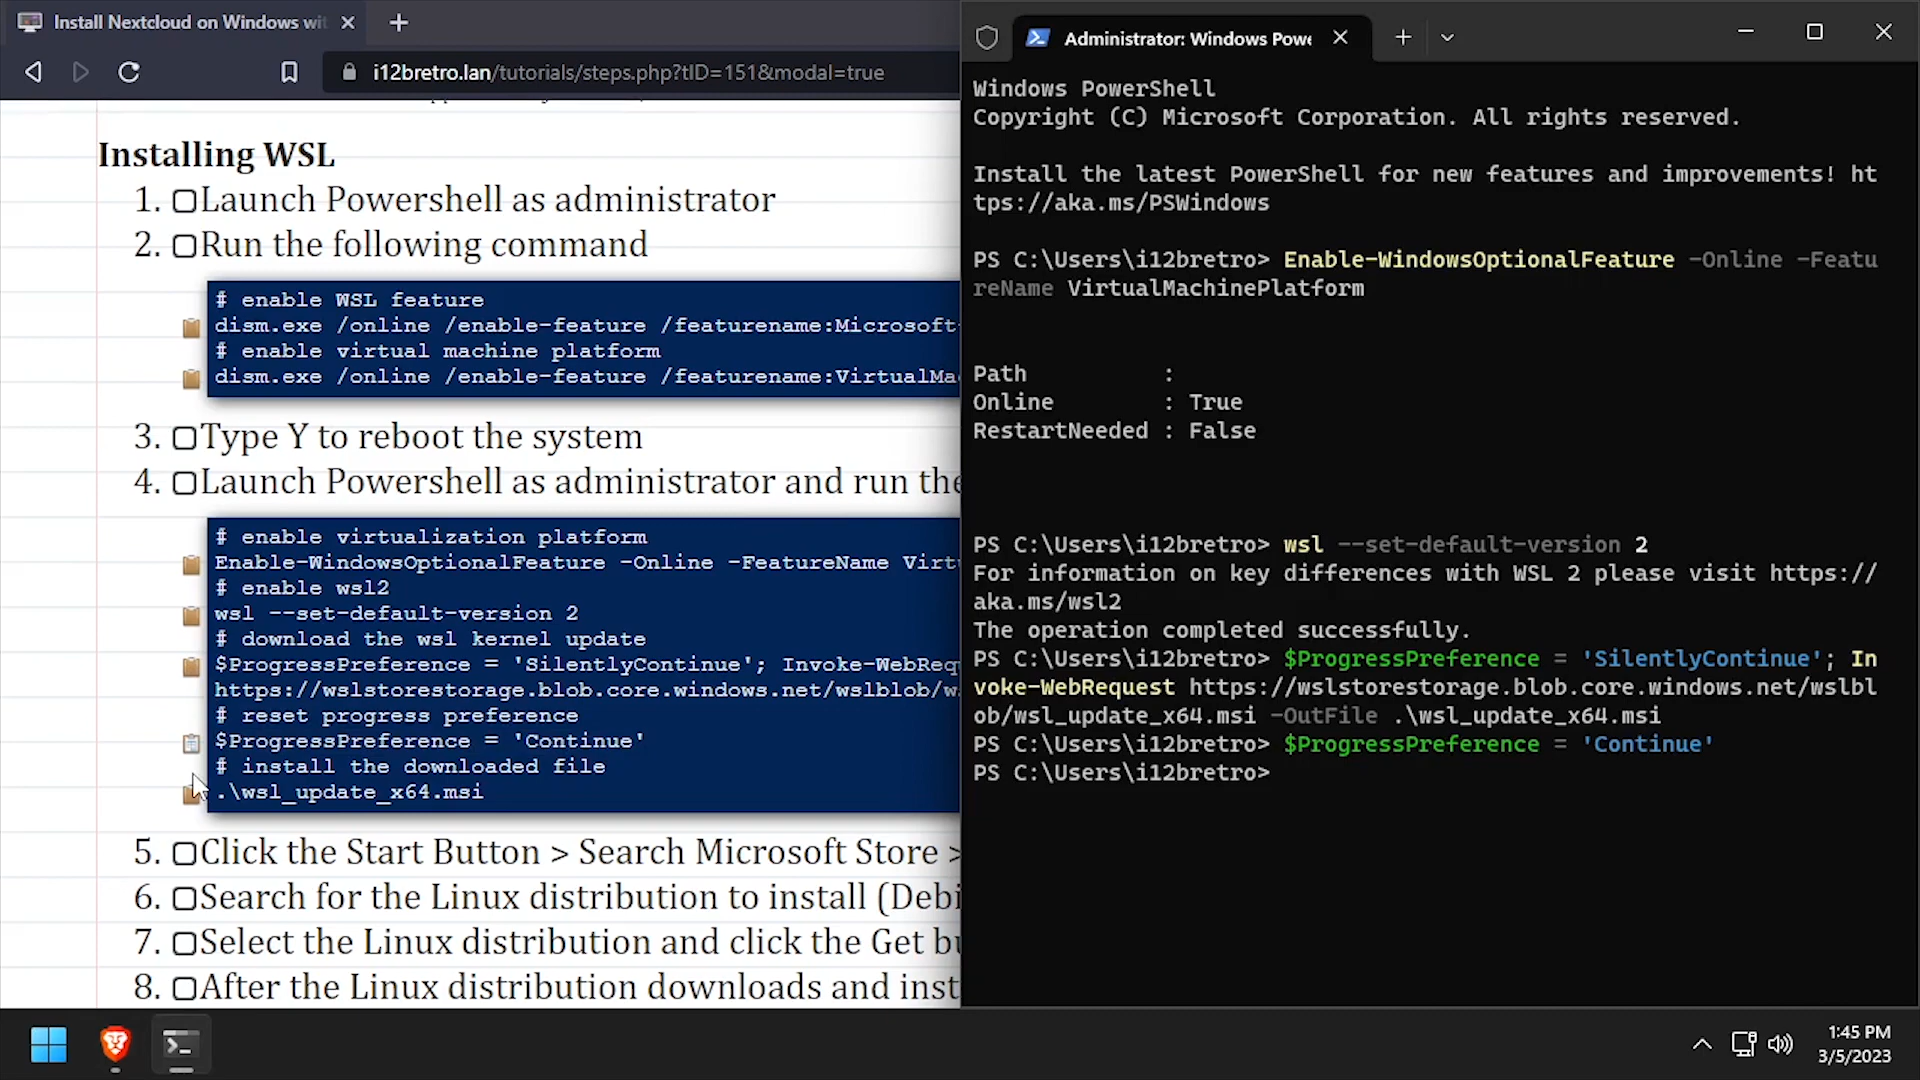 Install Nextcloud on Windows wit
i12bretro.lan/tutorials/steps.php?tID=151&modal=true
Installing WSL
1. Launch Powershell as administrator
2. Run the following command
# enable WSL feature
dism.exe /online /enable-feature /featurename:Microsoft-
# enable virtual machine platform
dism.exe /online /enable-feature /featurename:VirtualMa
3. Type Y to reboot the system
4. Launch Powershell as administrator and run the
# enable virtualization platform
Enable-WindowsOptionalFeature -Online -FeatureName Virt
# enable wsl2
wsl --set-default-version 2
# download the wsl kernel update
$ProgressPreference = 'SilentlyContinue'; Invoke-WebReq
https://wslstorestorage.blob.core.windows.net/wslblob/w
# reset progress preference
$ProgressPreference = 'Continue'
# install the downloaded file
.\wsl_update_x64.msi
5. Click the Start Button > Search Microsoft Store >
6. Search for the Linux distribution to install (Debi
7. Select the Linux distribution and click the Get bu
8. After the Linux distribution downloads and inst
Administrator: Windows Powe
Windows PowerShell
Copyright (C) Microsoft Corporation. All rights reserved.
Install the latest PowerShell for new features and improvements! ht
tps://aka.ms/PSWindows
PS C:\Users\i12bretro> Enable-WindowsOptionalFeature -Online -Featu
reName VirtualMachinePlatform
Path :
Online : True
RestartNeeded : False
PS C:\Users\i12bretro> wsl --set-default-version 2
For information on key differences with WSL 2 please visit https://
aka.ms/wsl2
The operation completed successfully.
PS C:\Users\i12bretro> $ProgressPreference = 'SilentlyContinue'; In
voke-WebRequest https://wslstorestorage.blob.core.windows.net/wslbl
ob/wsl_update_x64.msi -OutFile .\wsl_update_x64.msi
PS C:\Users\i12bretro> $ProgressPreference = 'Continue'
PS C:\Users\i12bretro>
1:45 PM
3/5/2023